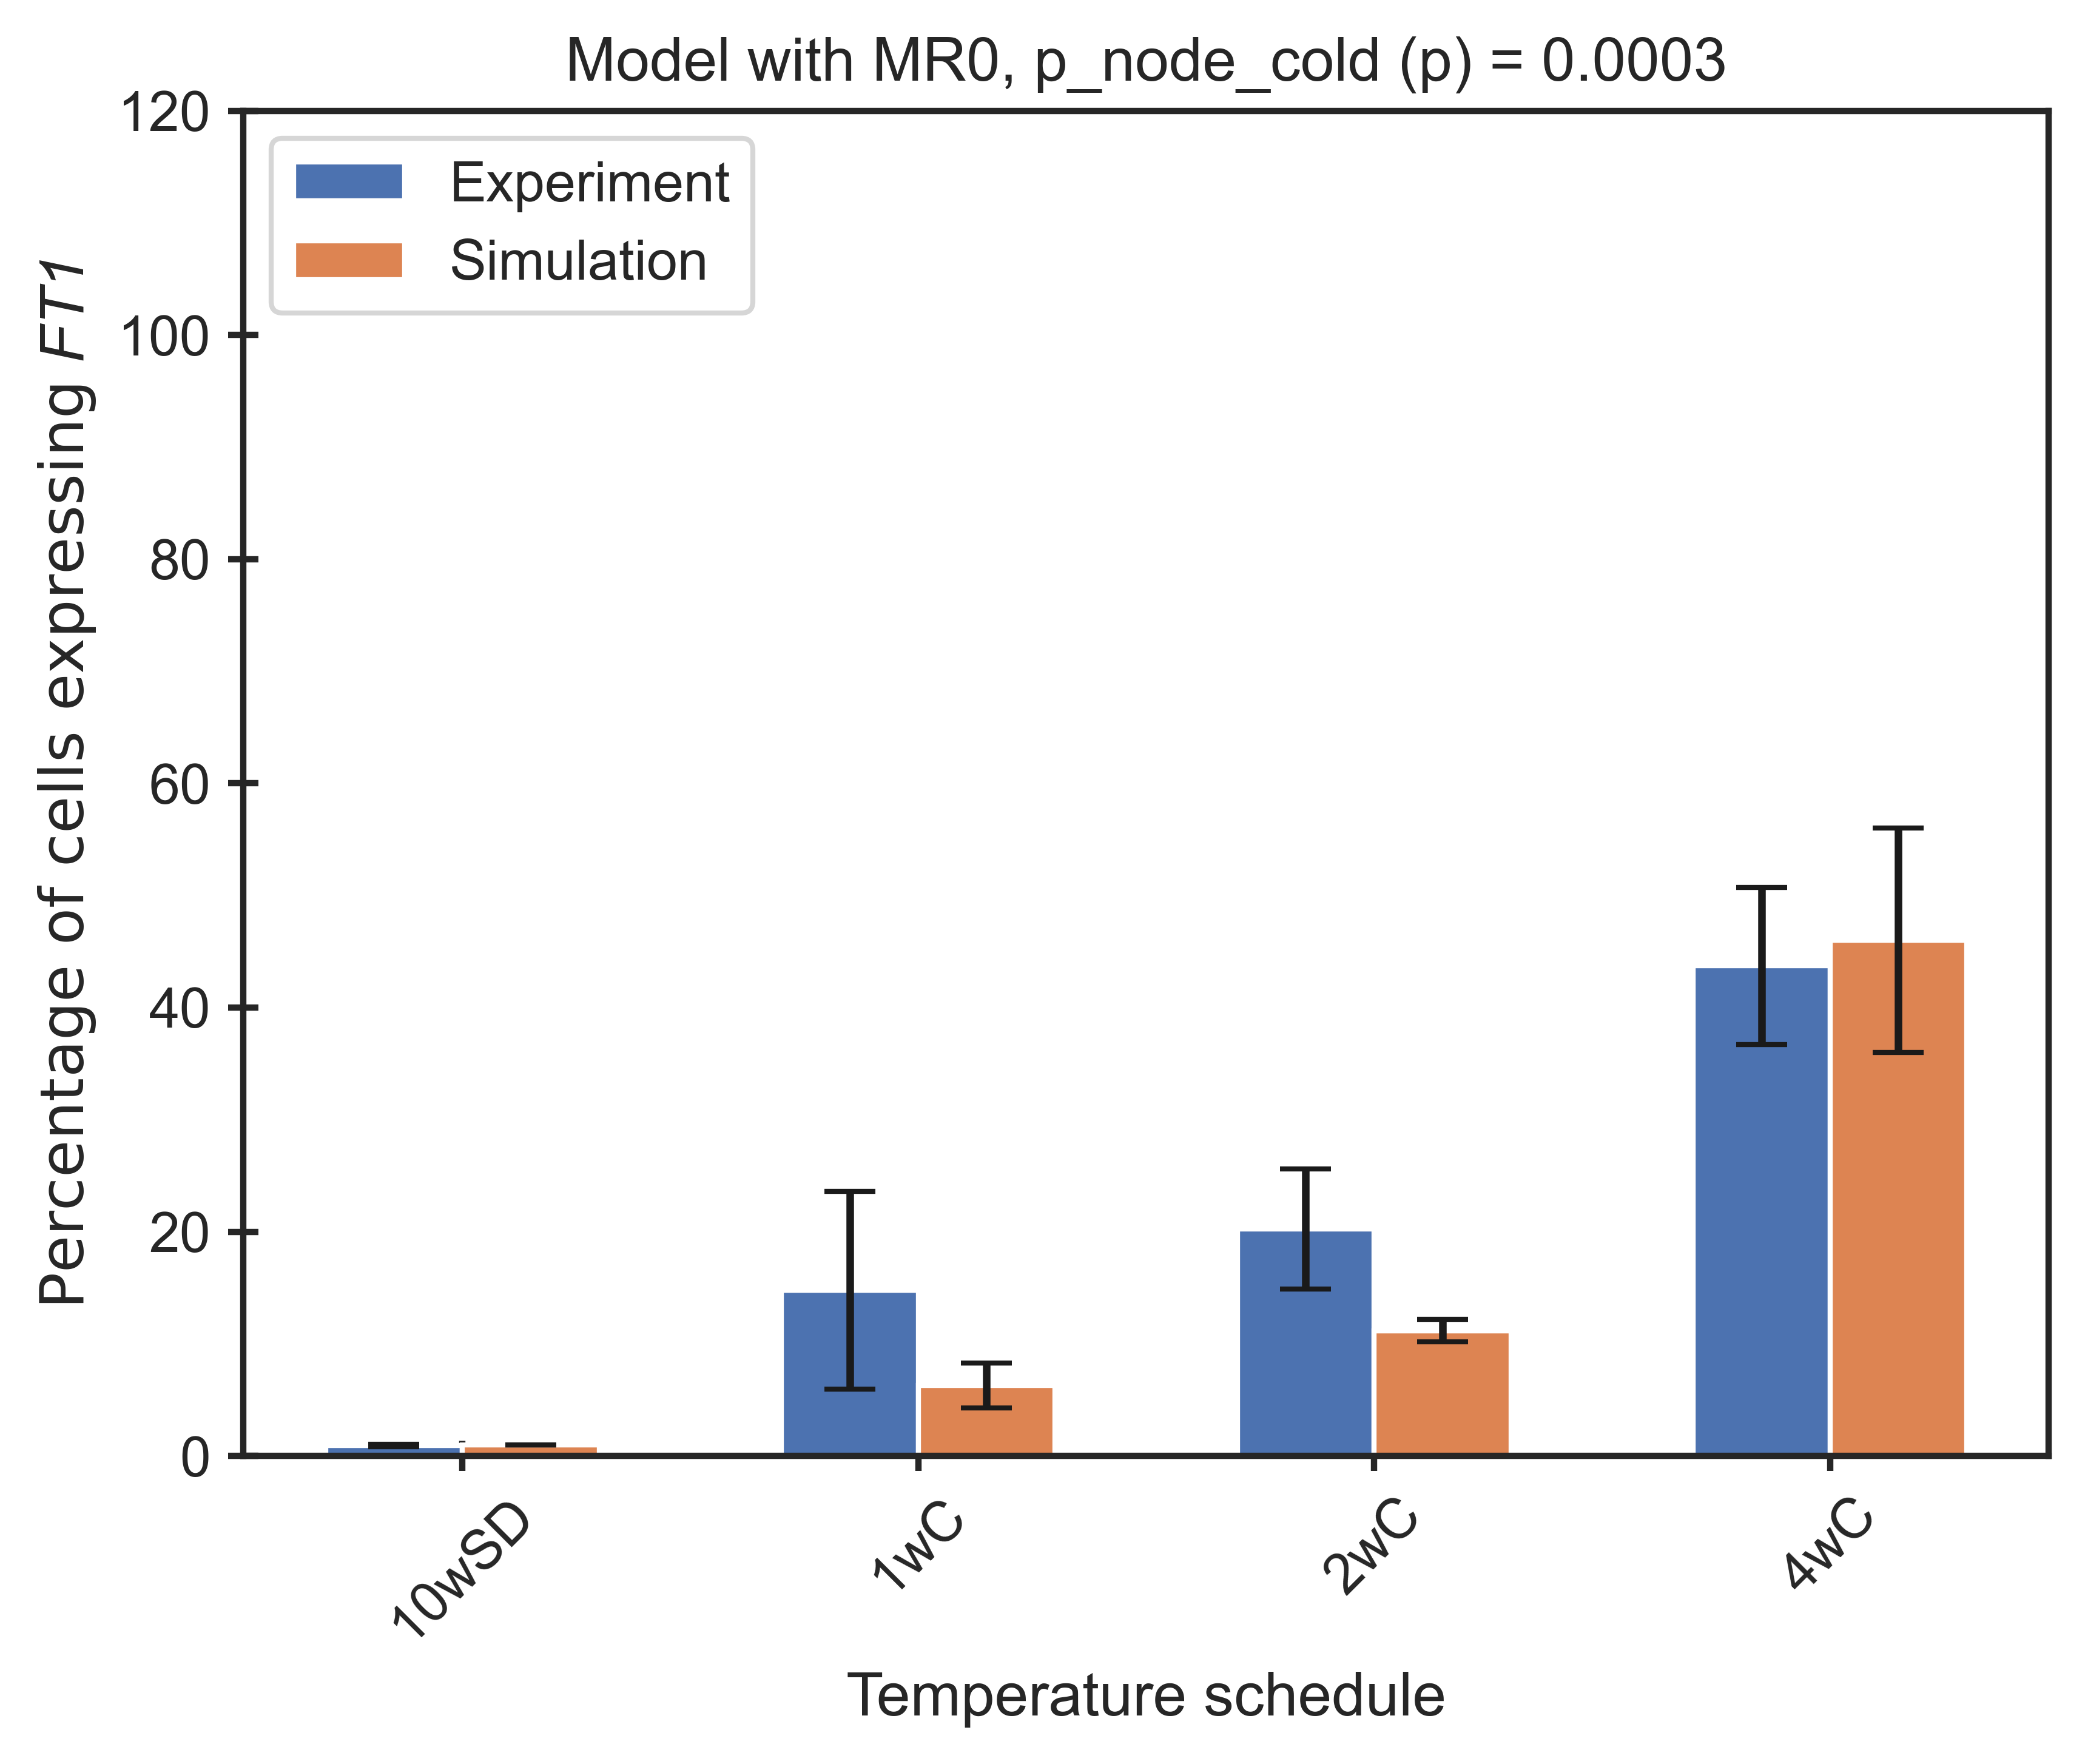 Model with MR0, p_node_cold (p) = 0.0003
120
100
80
60
40
20
0
Percentage of cells expressing FT1
Experiment
Simulation
10wSD
1wC
2wC
4wC
Temperature schedule